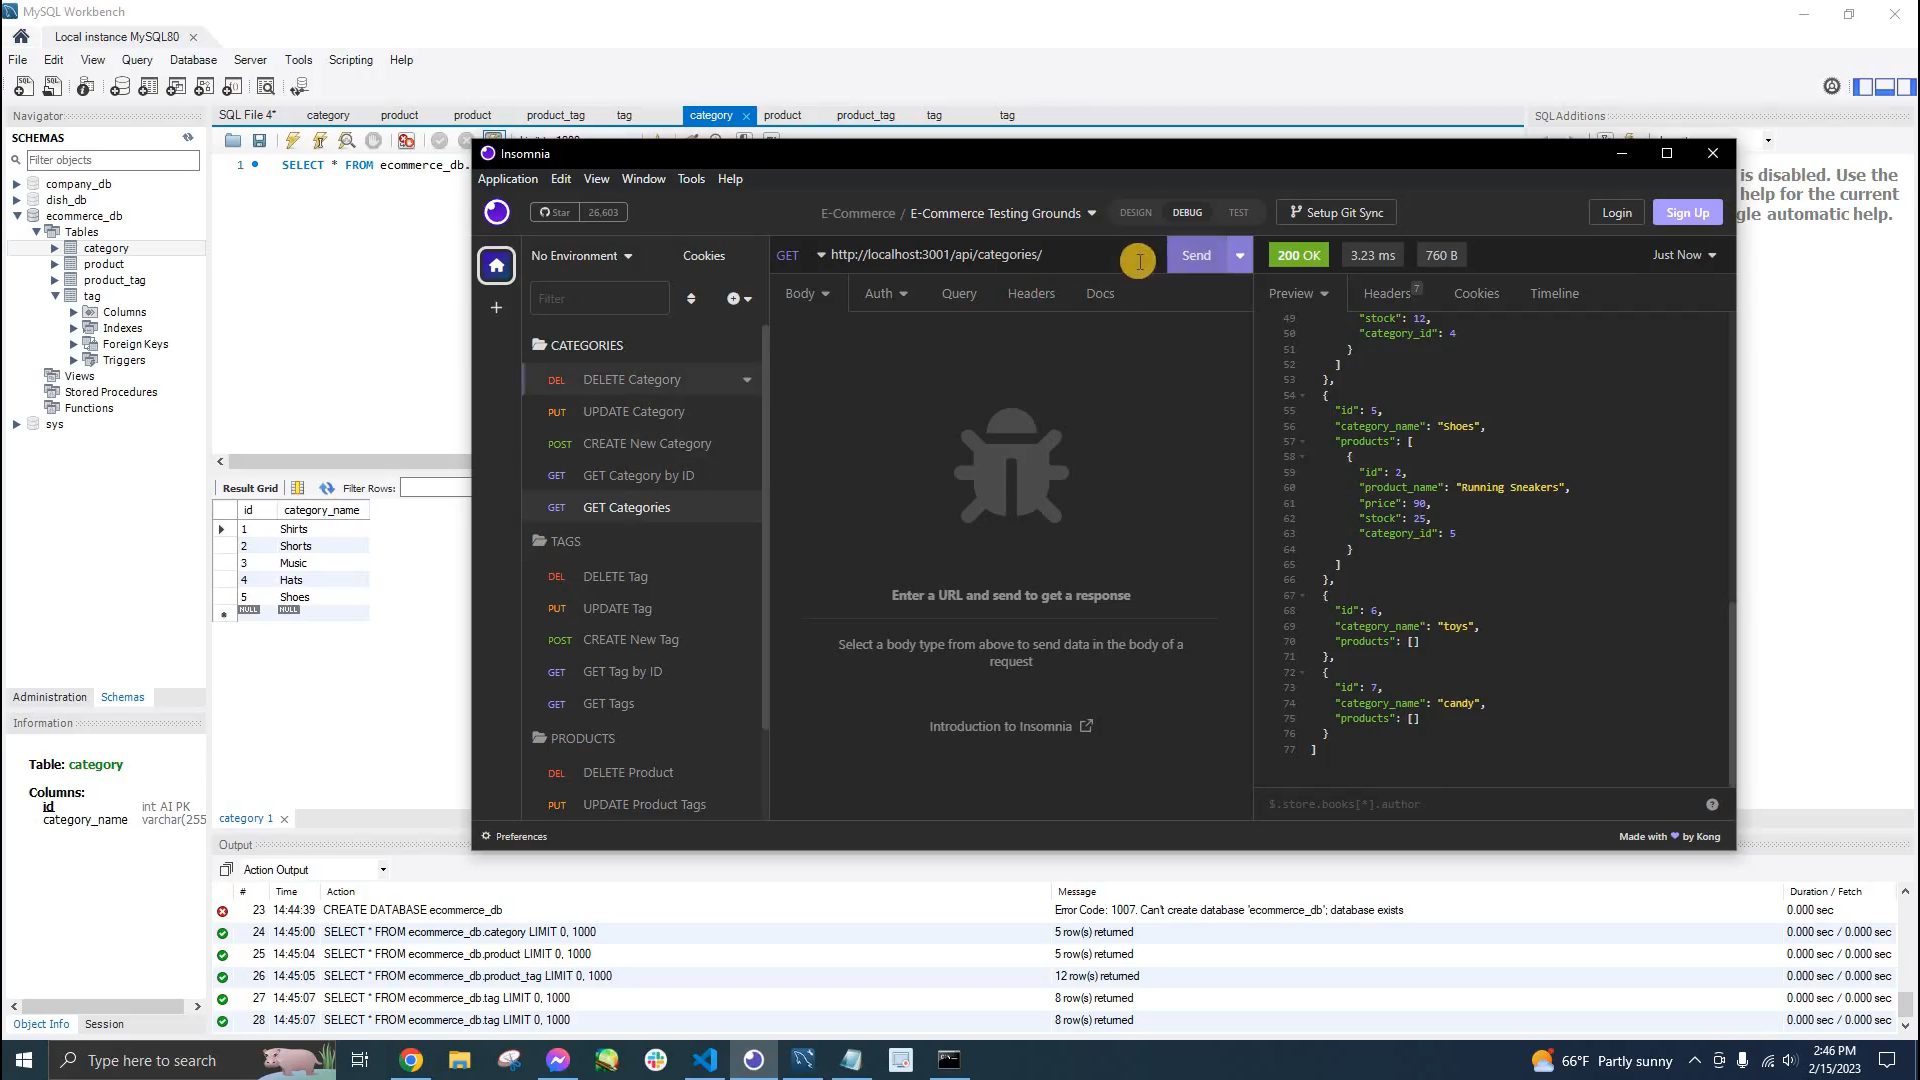 MySQL Workbench
Local instance MySQL80
File Edit View Query Database Server Tools Scripting Help
Navigator
SCHEMAS
Filter objects
company_db
dish_db
ecommerce_db
Tables
category
product
product_tag
tag
Columns
Indexes
Foreign Keys
Triggers
Views
Stored Procedures
Functions
sys
Administration Schemas
Information
Table: category
Columns:
id int AI PK
category_name varchar(255
Object Info Session
SQL File 4* category product product product_tag tag category product product_tag tag tag
1 SELECT * FROM ecommerce_db.
SQLAdditions
is disabled. Use the
help for the current
gle automatic help.
Result Grid Filter Rows:
id category_name
1 Shirts
2 Shorts
3 Music
4 Hats
5 Shoes
NULL NULL
category 1
Insomnia
Application Edit View Window Tools Help
Star 26,603
E-Commerce / E-Commerce Testing Grounds
DESIGN DEBUG TEST
Setup Git Sync
Login Sign Up
No Environment Cookies
Filter
CATEGORIES
DEL DELETE Category
PUT UPDATE Category
POST CREATE New Category
GET GET Category by ID
GET GET Categories
TAGS
DEL DELETE Tag
PUT UPDATE Tag
POST CREATE New Tag
GET GET Tag by ID
GET GET Tags
PRODUCTS
DEL DELETE Product
PUT UPDATE Product Tags
GET http://localhost:3001/api/categories/ Send
Body Auth Query Headers Docs
Enter a URL and send to get a response
Select a body type from above to send data in the body of a
request
Introduction to Insomnia
200 OK 3.23 ms 760 B Just Now
Preview Headers 7 Cookies Timeline
49 "stock": 12,
50 "category_id": 4
51 }
52 ]
53 },
54 {
55 "id": 5,
56 "category_name": "Shoes",
57 "products": [
58 {
59 "id": 2,
60 "product_name": "Running Sneakers",
61 "price": 90,
62 "stock": 25,
63 "category_id": 5
64 }
65 ]
66 },
67 {
68 "id": 6,
69 "category_name": "toys",
70 "products": []
71 },
72 {
73 "id": 7,
74 "category_name": "candy",
75 "products": []
76 }
77 ]
$.store.books[*].author
Preferences
Made with ♥ by Kong
Output
Action Output
# Time Action Message Duration / Fetch
23 14:44:39 CREATE DATABASE ecommerce_db Error Code: 1007. Can't create database 'ecommerce_db'; database exists 0.000 sec
24 14:45:00 SELECT * FROM ecommerce_db.category LIMIT 0, 1000 5 row(s) returned 0.000 sec / 0.000 sec
25 14:45:04 SELECT * FROM ecommerce_db.product LIMIT 0, 1000 5 row(s) returned 0.000 sec / 0.000 sec
26 14:45:05 SELECT * FROM ecommerce_db.product_tag LIMIT 0, 1000 12 row(s) returned 0.000 sec / 0.000 sec
27 14:45:07 SELECT * FROM ecommerce_db.tag LIMIT 0, 1000 8 row(s) returned 0.000 sec / 0.000 sec
28 14:45:07 SELECT * FROM ecommerce_db.tag LIMIT 0, 1000 8 row(s) returned 0.000 sec / 0.000 sec
Type here to search
66°F Partly sunny
2:46 PM
2/15/2023